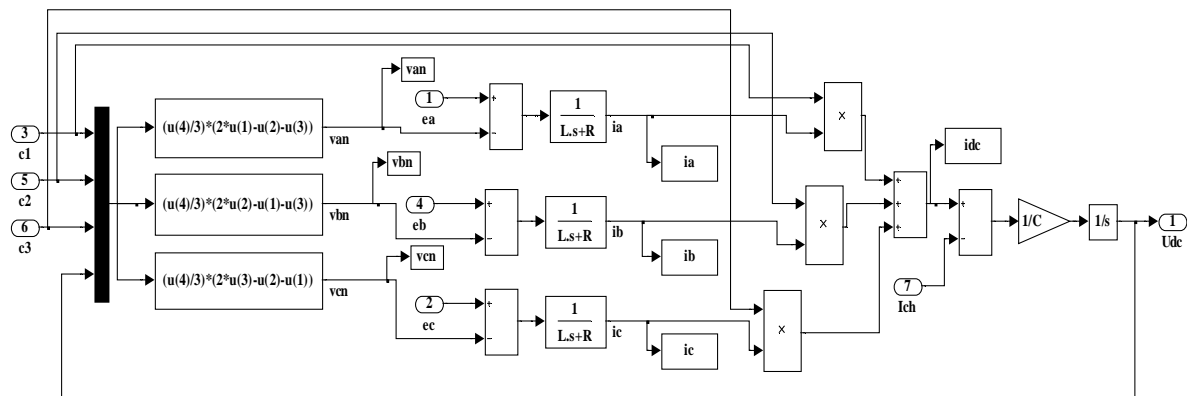 3
c1
5
c2
6
c3
(u(4)/3)*(2*u(1)-u(2)-u(3))
van
van
(u(4)/3)*(2*u(2)-u(1)-u(3))
vbn
vbn
(u(4)/3)*(2*u(3)-u(2)-u(1))
vcn
vcn
1
ea
+
-
1
L.s+R
ia
ia
4
eb
+
-
1
L.s+R
ib
ib
2
ec
+
-
1
L.s+R
ic
ic
×
×
×
+
+
+
idc
+
-
7
Ich
1/C
1/s
1
Udc